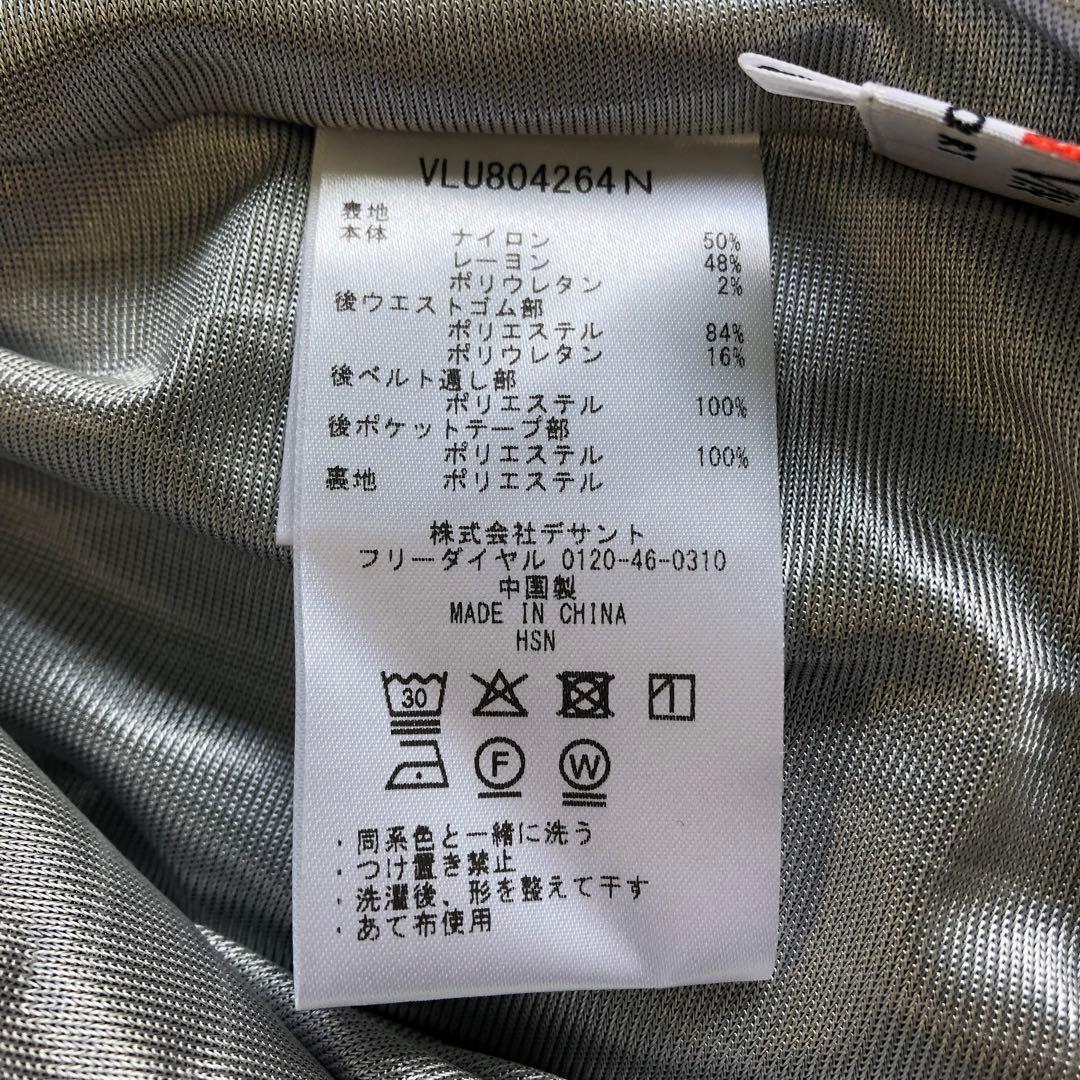 VLU804264N
表地
本体 ナイロン 50%
レーヨン 48%
ポリウレタン 2%
後ウエストゴム部
ポリエステル 84%
ポリウレタン 16%
後ベルト通し部
ポリエステル 100%
後ポケットテープ部
ポリエステル 100%
裏地 ポリエステル
株式会社デサント
フリーダイヤル 0120-46-0310
中国製
MADE IN CHINA
HSN
30
F W
・同系色と一緒に洗う
・つけ置き禁止
・洗濯後、形を整えて干す
・あて布使用
DRY